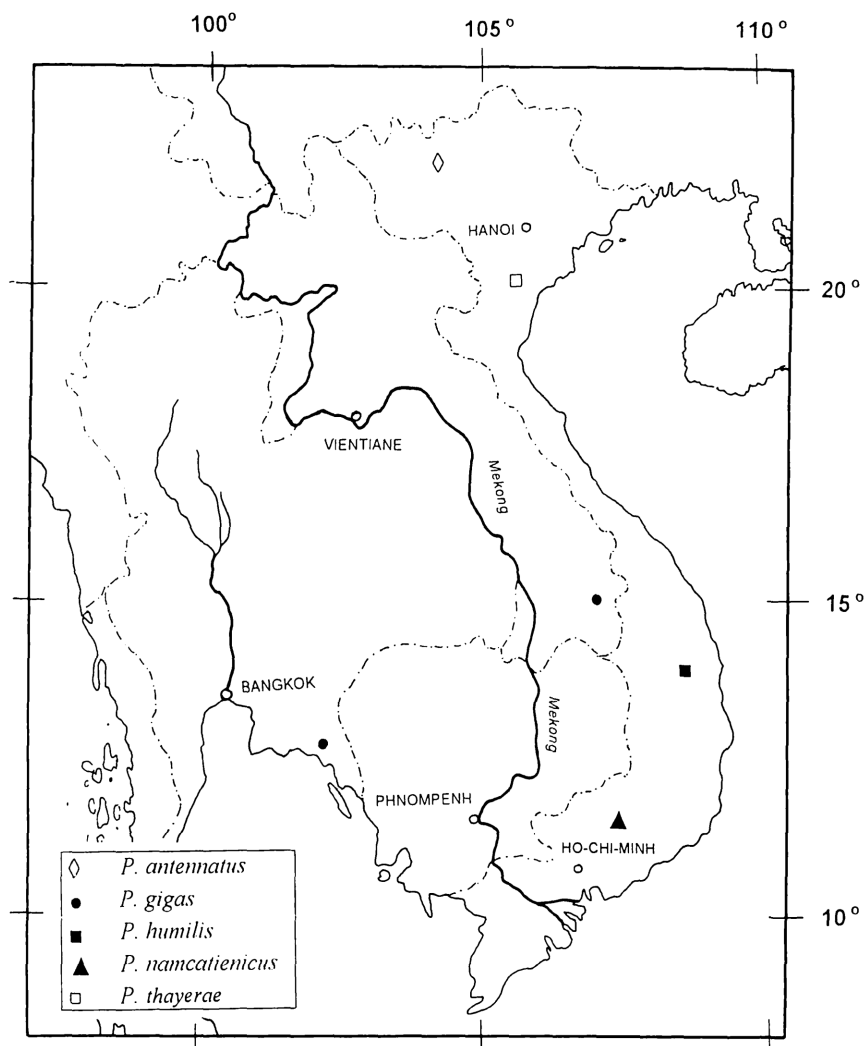 100° 105° 110°
HANOI
20°
VIENTIANE
Mekong
15°
BANGKOK
Mekong
PHNOMPENH
HO-CHI-MINH
10°
P. antennatus
P. gigas
P. humilis
P. namcatienicus
P. thayerae